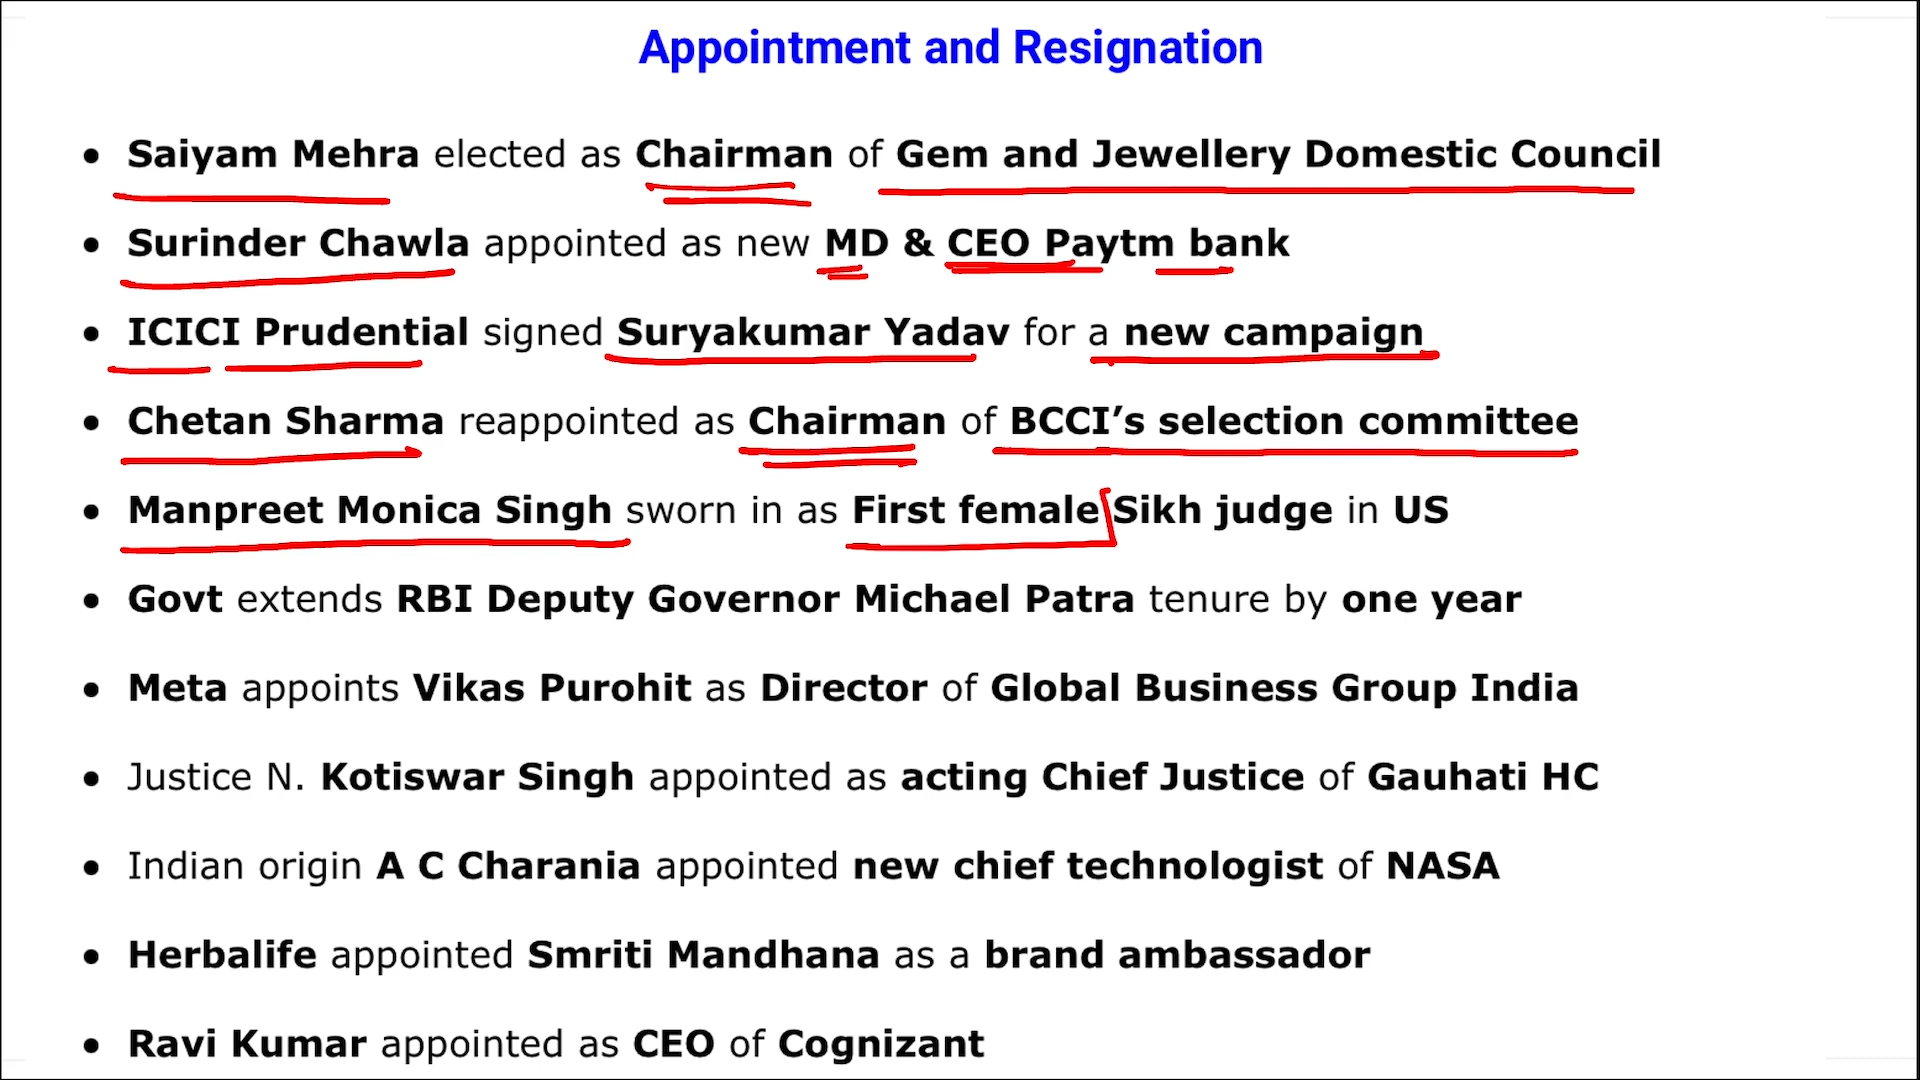 Appointment and Resignation
• Saiyam Mehra elected as Chairman of Gem and Jewellery Domestic Council
• Surinder Chawla appointed as new MD & CEO Paytm bank
• ICICI Prudential signed Suryakumar Yadav for a new campaign
• Chetan Sharma reappointed as Chairman of BCCI’s selection committee
• Manpreet Monica Singh sworn in as First female Sikh judge in US
• Govt extends RBI Deputy Governor Michael Patra tenure by one year
• Meta appoints Vikas Purohit as Director of Global Business Group India
• Justice N. Kotiswar Singh appointed as acting Chief Justice of Gauhati HC
• Indian origin A C Charania appointed new chief technologist of NASA
• Herbalife appointed Smriti Mandhana as a brand ambassador
• Ravi Kumar appointed as CEO of Cognizant